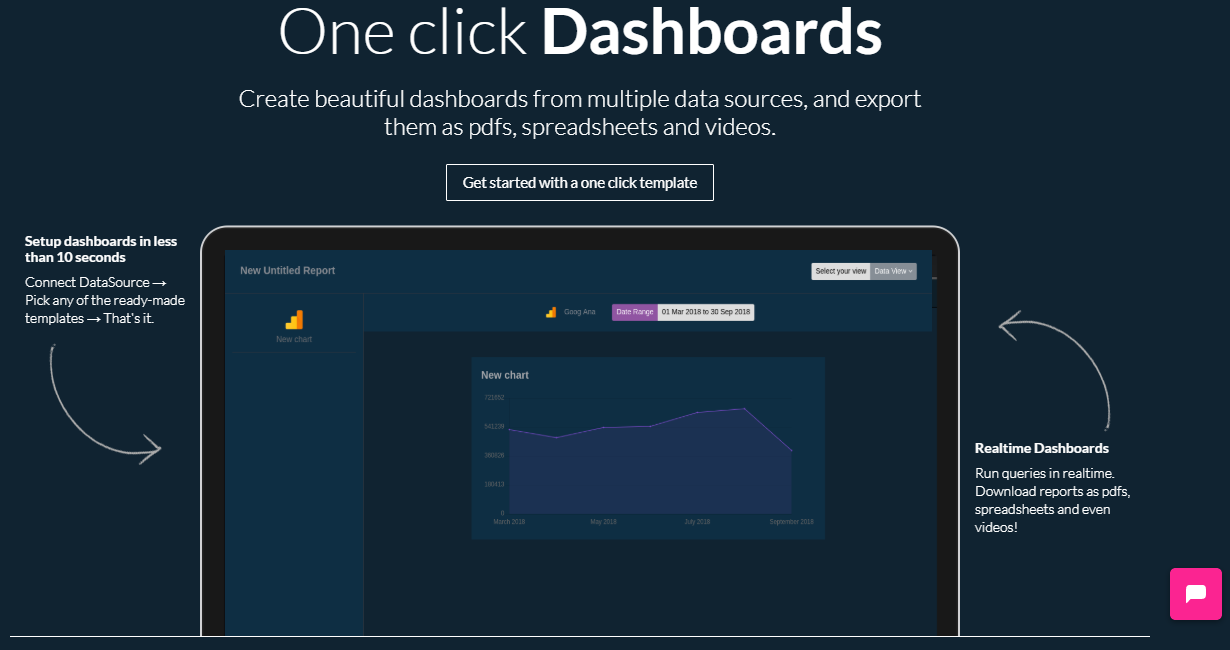 One click Dashboards
Create beautiful dashboards from multiple data sources, and export
them as pdfs, spreadsheets and videos.
Get started with a one click template
Setup dashboards in less
than 10 seconds
Connect DataSource →
Pick any of the ready-made
templates → That's it.
New Untitled Report
Select your view
Data View
New chart
Goog Ana
Date Range
01 Mar 2018 to 30 Sep 2018
New chart
721652
541239
360826
180413
0
March 2018
May 2018
July 2018
September 2018
Realtime Dashboards
Run queries in realtime.
Download reports as pdfs,
spreadsheets and even
videos!